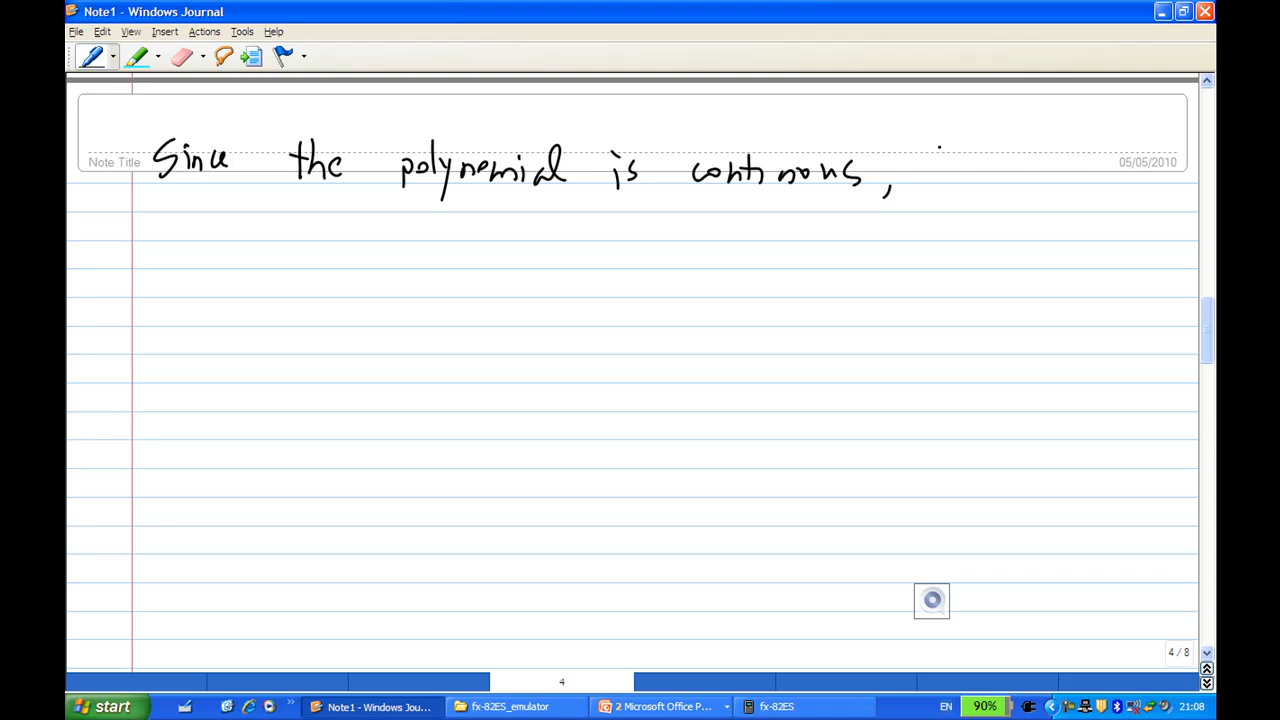 Note1 - Windows Journal
File Edit View Insert Actions Tools Help
Since the polynomial is continous,
Note Title
05/05/2010
4 / 8
4
start
Note1 - Windows Jou...
fx-82ES_emulator
2 Microsoft Office P...
fx-82ES
EN
90%
21:08